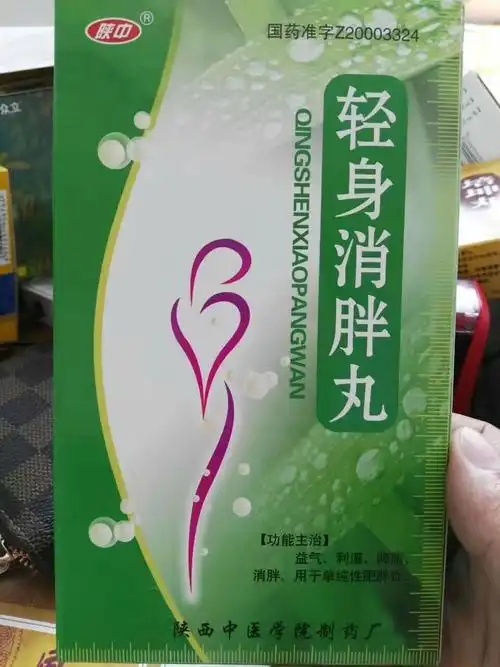 陕中®
国药准字Z20003324
轻身消胖丸
QINGSHENXIAOPANGWAN
【功能主治】
益气、利湿、降脂、
消胖、用于单纯性肥胖症。
陕西中医学院制药厂
众立